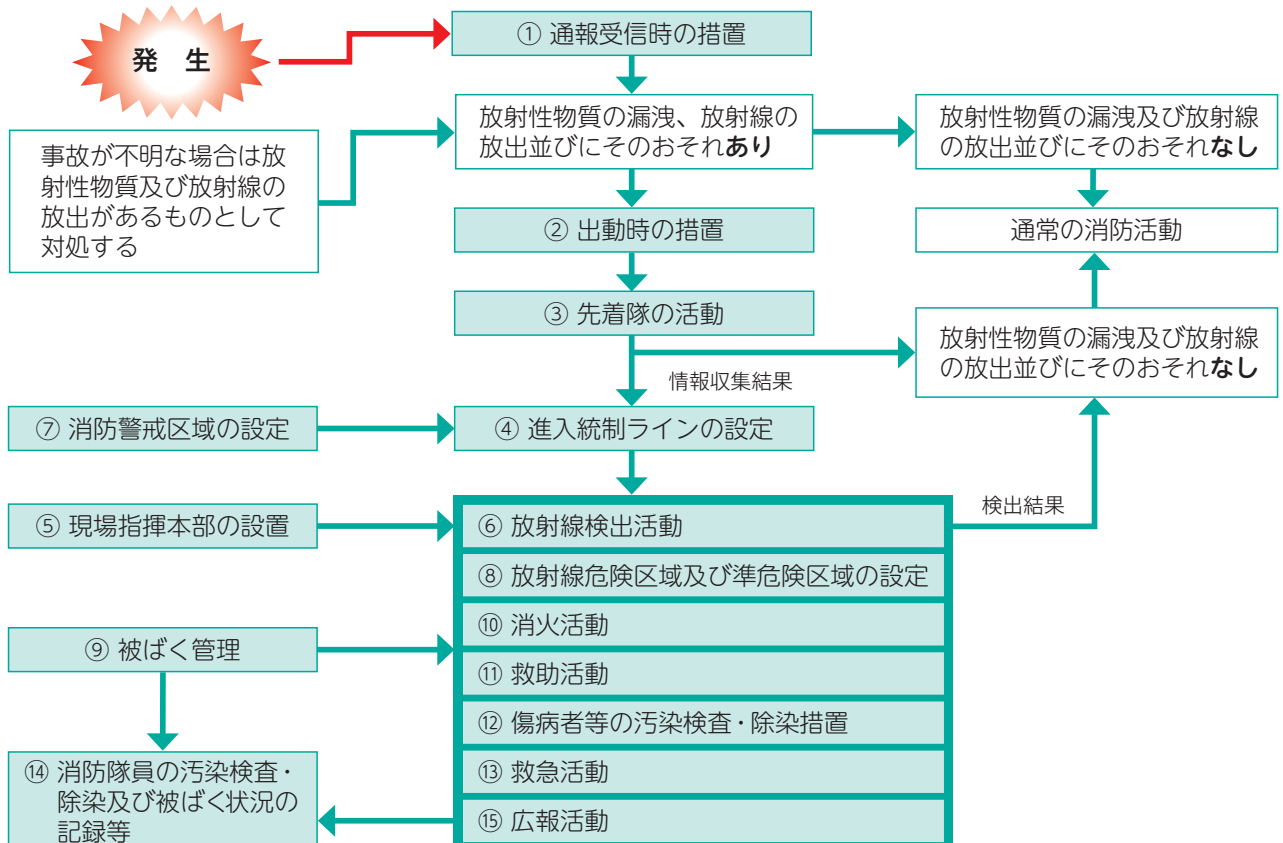 発 生
① 通報受信時の措置
事故が不明な場合は放
射性物質及び放射線の
放出があるものとして
対処する
放射性物質の漏洩、放射線の
放出並びにそのおそれあり
放射性物質の漏洩及び放射線
の放出並びにそのおそれなし
② 出動時の措置
通常の消防活動
③ 先着隊の活動
放射性物質の漏洩及び放射線
の放出並びにそのおそれなし
情報収集結果
⑦ 消防警戒区域の設定
④ 進入統制ラインの設定
検出結果
⑤ 現場指揮本部の設置
⑥ 放射線検出活動
⑧ 放射線危険区域及び準危険区域の設定
⑩ 消火活動
⑨ 被ばく管理
⑪ 救助活動
⑫ 傷病者等の汚染検査・除染措置
⑬ 救急活動
⑭ 消防隊員の汚染検査・
除染及び被ばく状況の
記録等
⑮ 広報活動